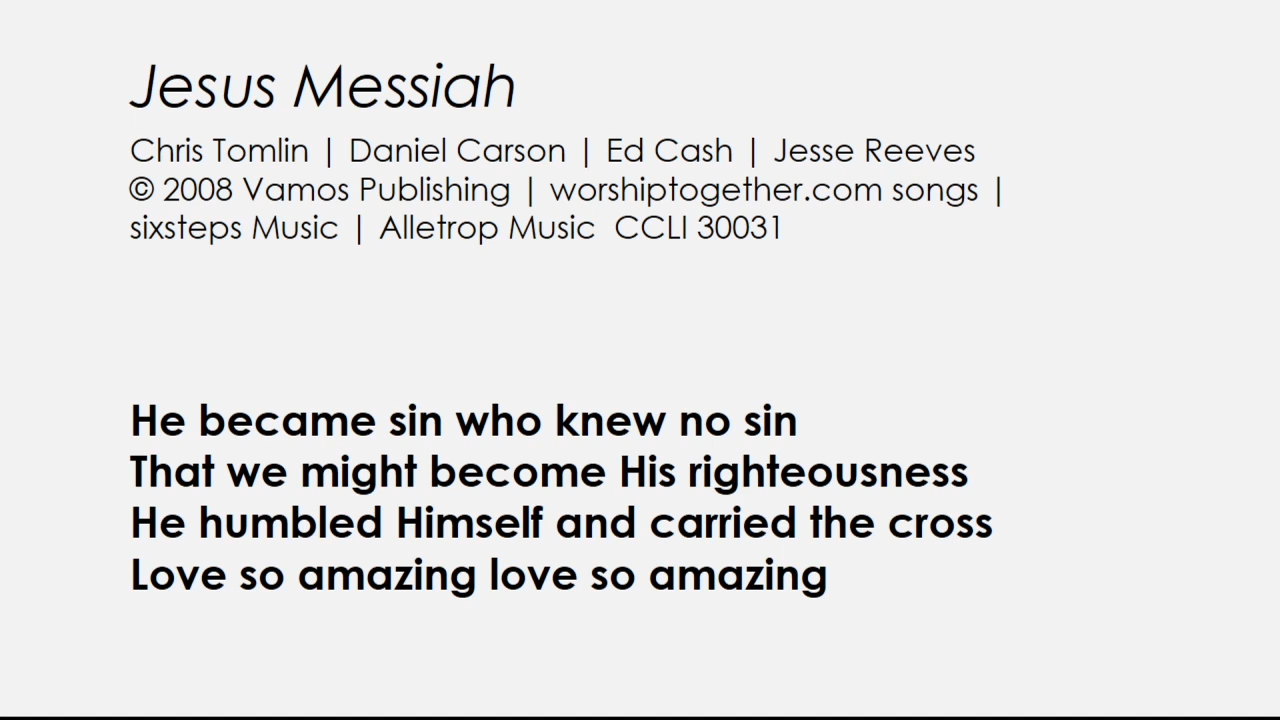 Jesus Messiah
Chris Tomlin | Daniel Carson | Ed Cash | Jesse Reeves
© 2008 Vamos Publishing | worshiptogether.com songs |
sixsteps Music | Alletrop Music  CCLI 30031
He became sin who knew no sin
That we might become His righteousness
He humbled Himself and carried the cross
Love so amazing love so amazing